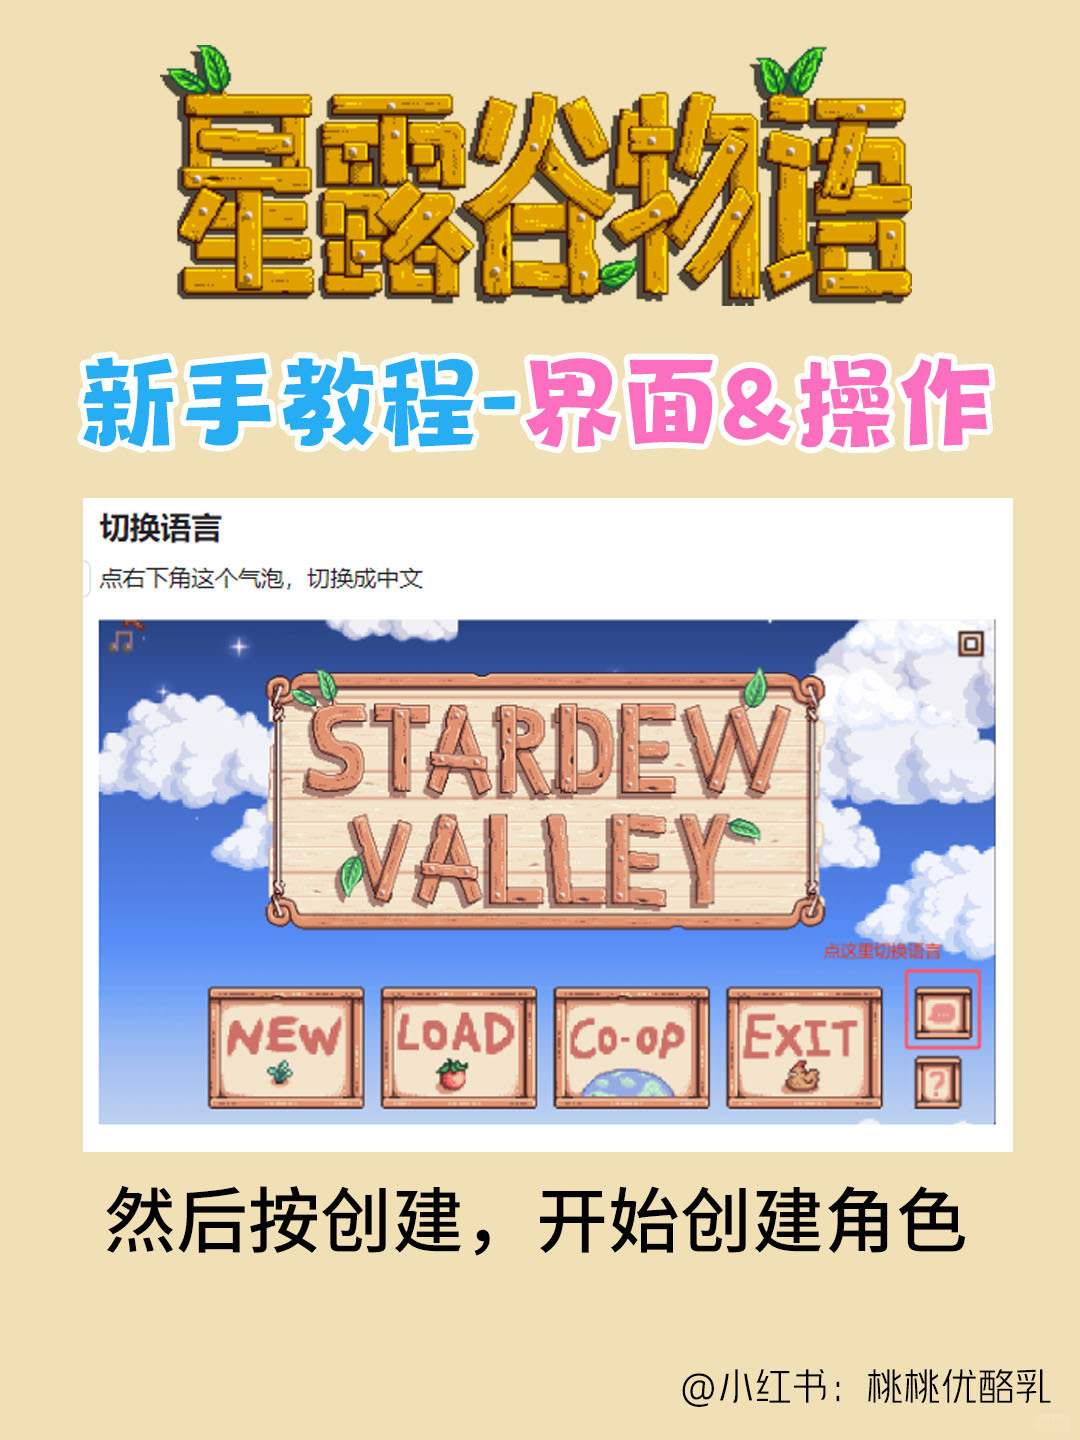 星露谷物语
新手教程-界面&操作
切换语言
点右下角这个气泡，切换成中文
STARDEW
VALLEY
点这里切换语言
NEW
LOAD
CO-OP
EXIT
?
然后按创建，开始创建角色
@小红书：桃桃优酪乳